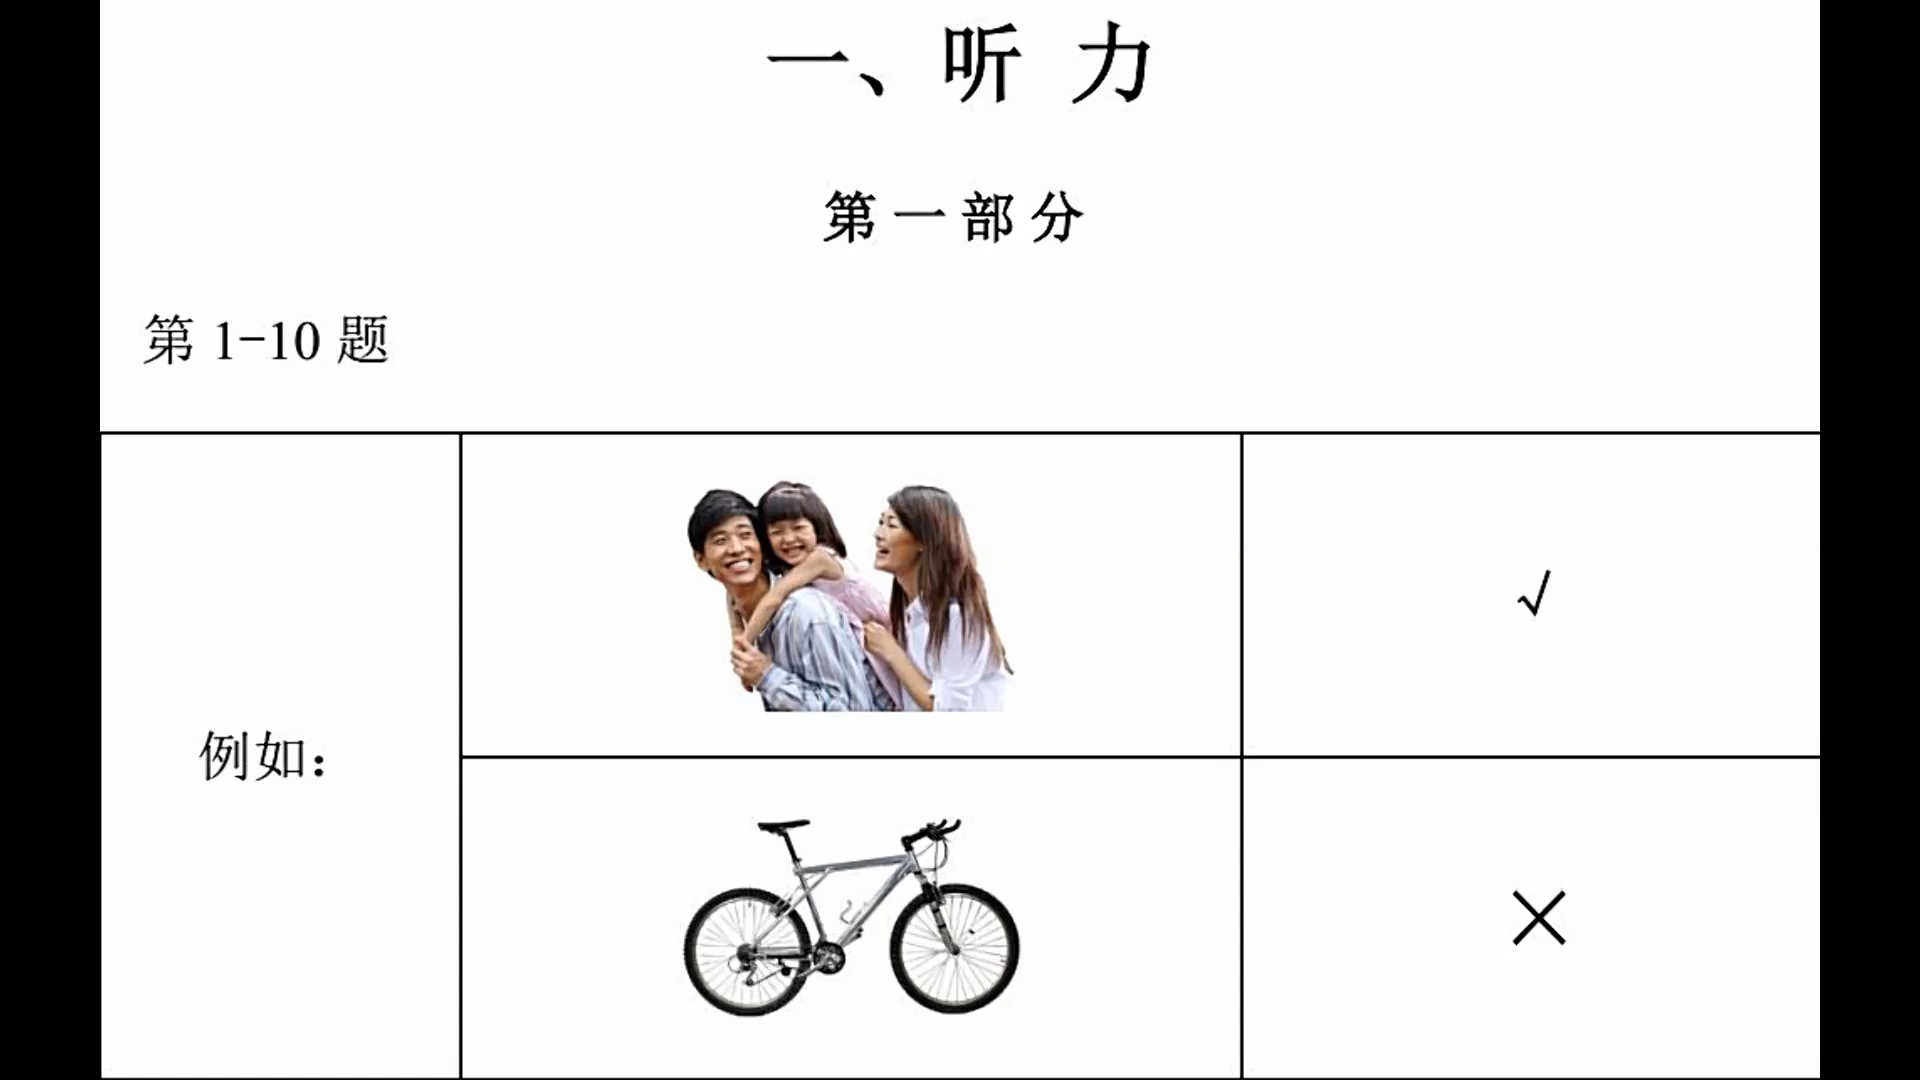 一、听 力
第一部分
第 1-10 题
例如：
√
×